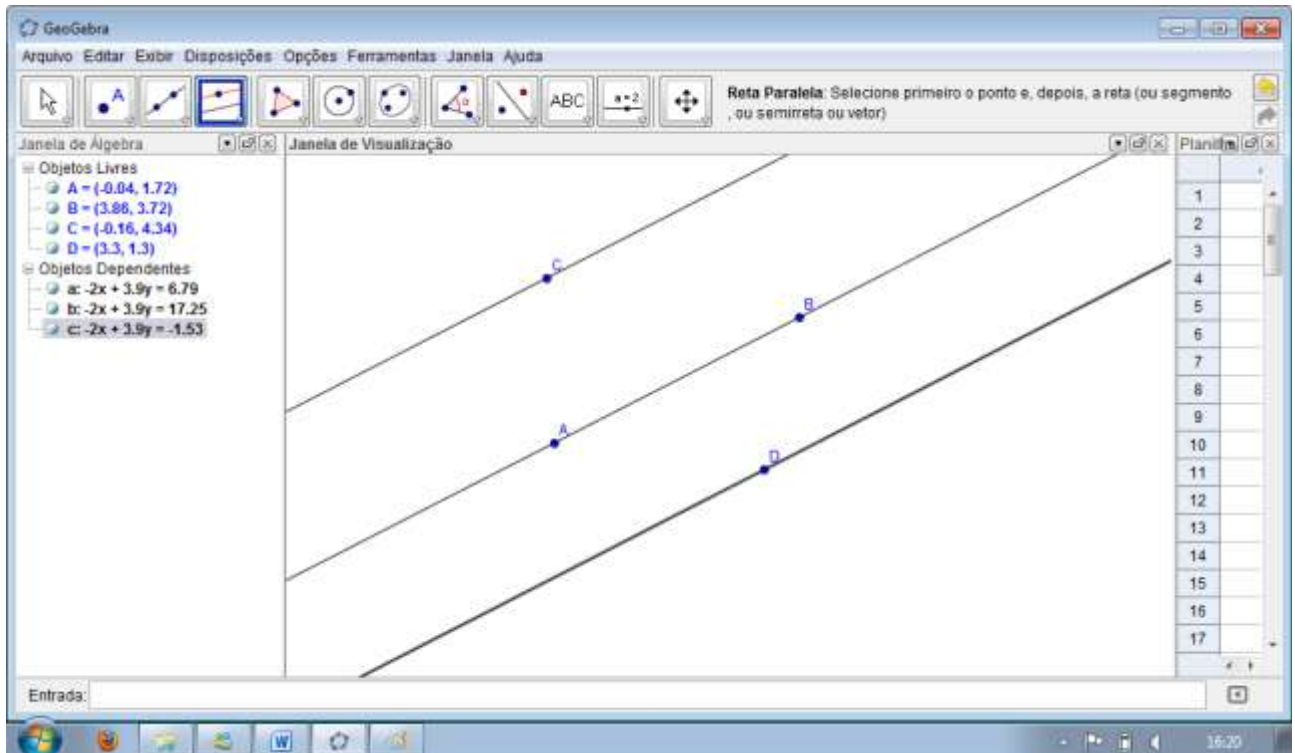 GeoGebra
Arquivo Editar Exibir Disposições Opções Ferramentas Janela Ajuda
A
ABC
a=2
Reta Paralela: Selecione primeiro o ponto e, depois, a reta (ou segmento
, ou semirreta ou vetor)
Janela de Álgebra
Janela de Visualização
Objetos Livres
A = (-0.04, 1.72)
B = (3.86, 3.72)
C = (-0.16, 4.34)
D = (3.3, 1.3)
Objetos Dependentes
a: -2x + 3.9y = 6.79
b: -2x + 3.9y = 17.25
c: -2x + 3.9y = -1.53
C
B
A
D
1
2
3
4
5
6
7
8
9
10
11
12
13
14
15
16
17
Entrada:
W
16:20